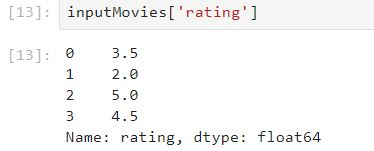 [13]: inputMovies['rating']
[13]: 0    3.5
1    2.0
2    5.0
3    4.5
Name: rating, dtype: float64